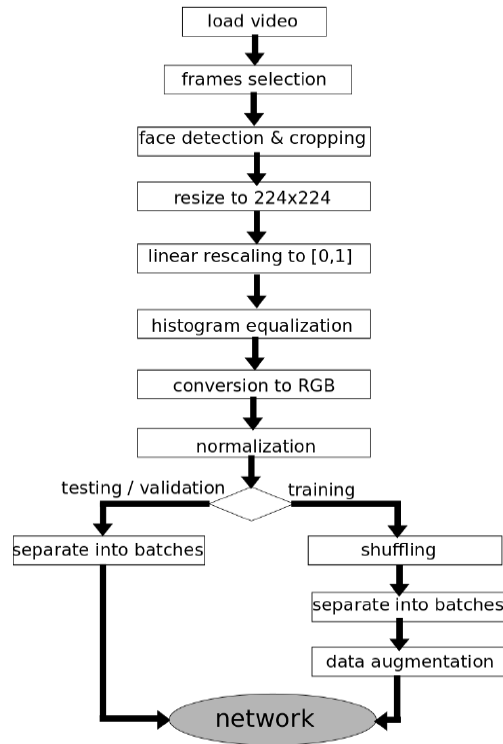 load video
frames selection
face detection & cropping
resize to 224x224
linear rescaling to [0,1]
histogram equalization
conversion to RGB
normalization
testing / validation
training
separate into batches
shuffling
separate into batches
data augmentation
network